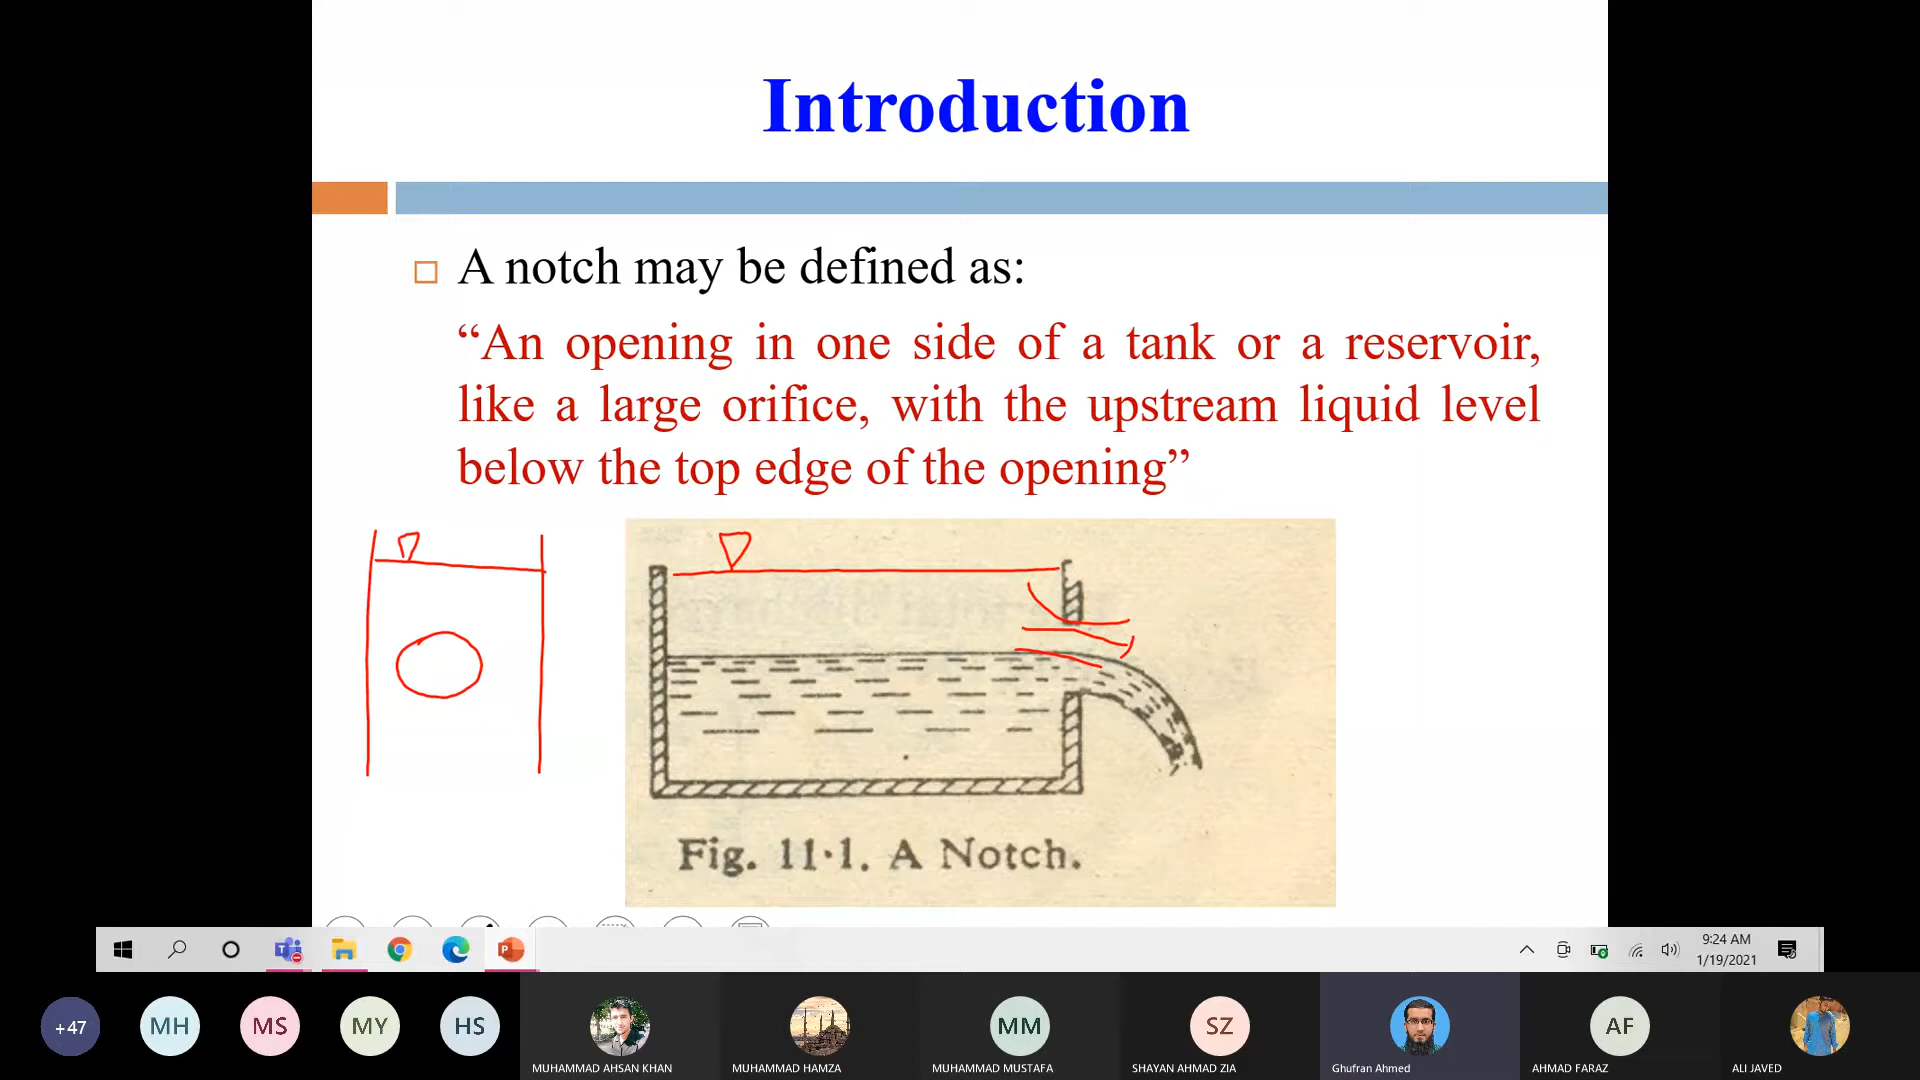 Introduction
A notch may be defined as:
“An opening in one side of a tank or a reservoir,
like a large orifice, with the upstream liquid level
below the top edge of the opening”
Fig. 11·1. A Notch.
9:24 AM
1/19/2021
+47
MH
MS
MY
HS
MM
SZ
AF
MUHAMMAD AHSAN KHAN
MUHAMMAD HAMZA
MUHAMMAD MUSTAFA
SHAYAN AHMAD ZIA
Ghufran Ahmed
AHMAD FARAZ
ALI JAVED